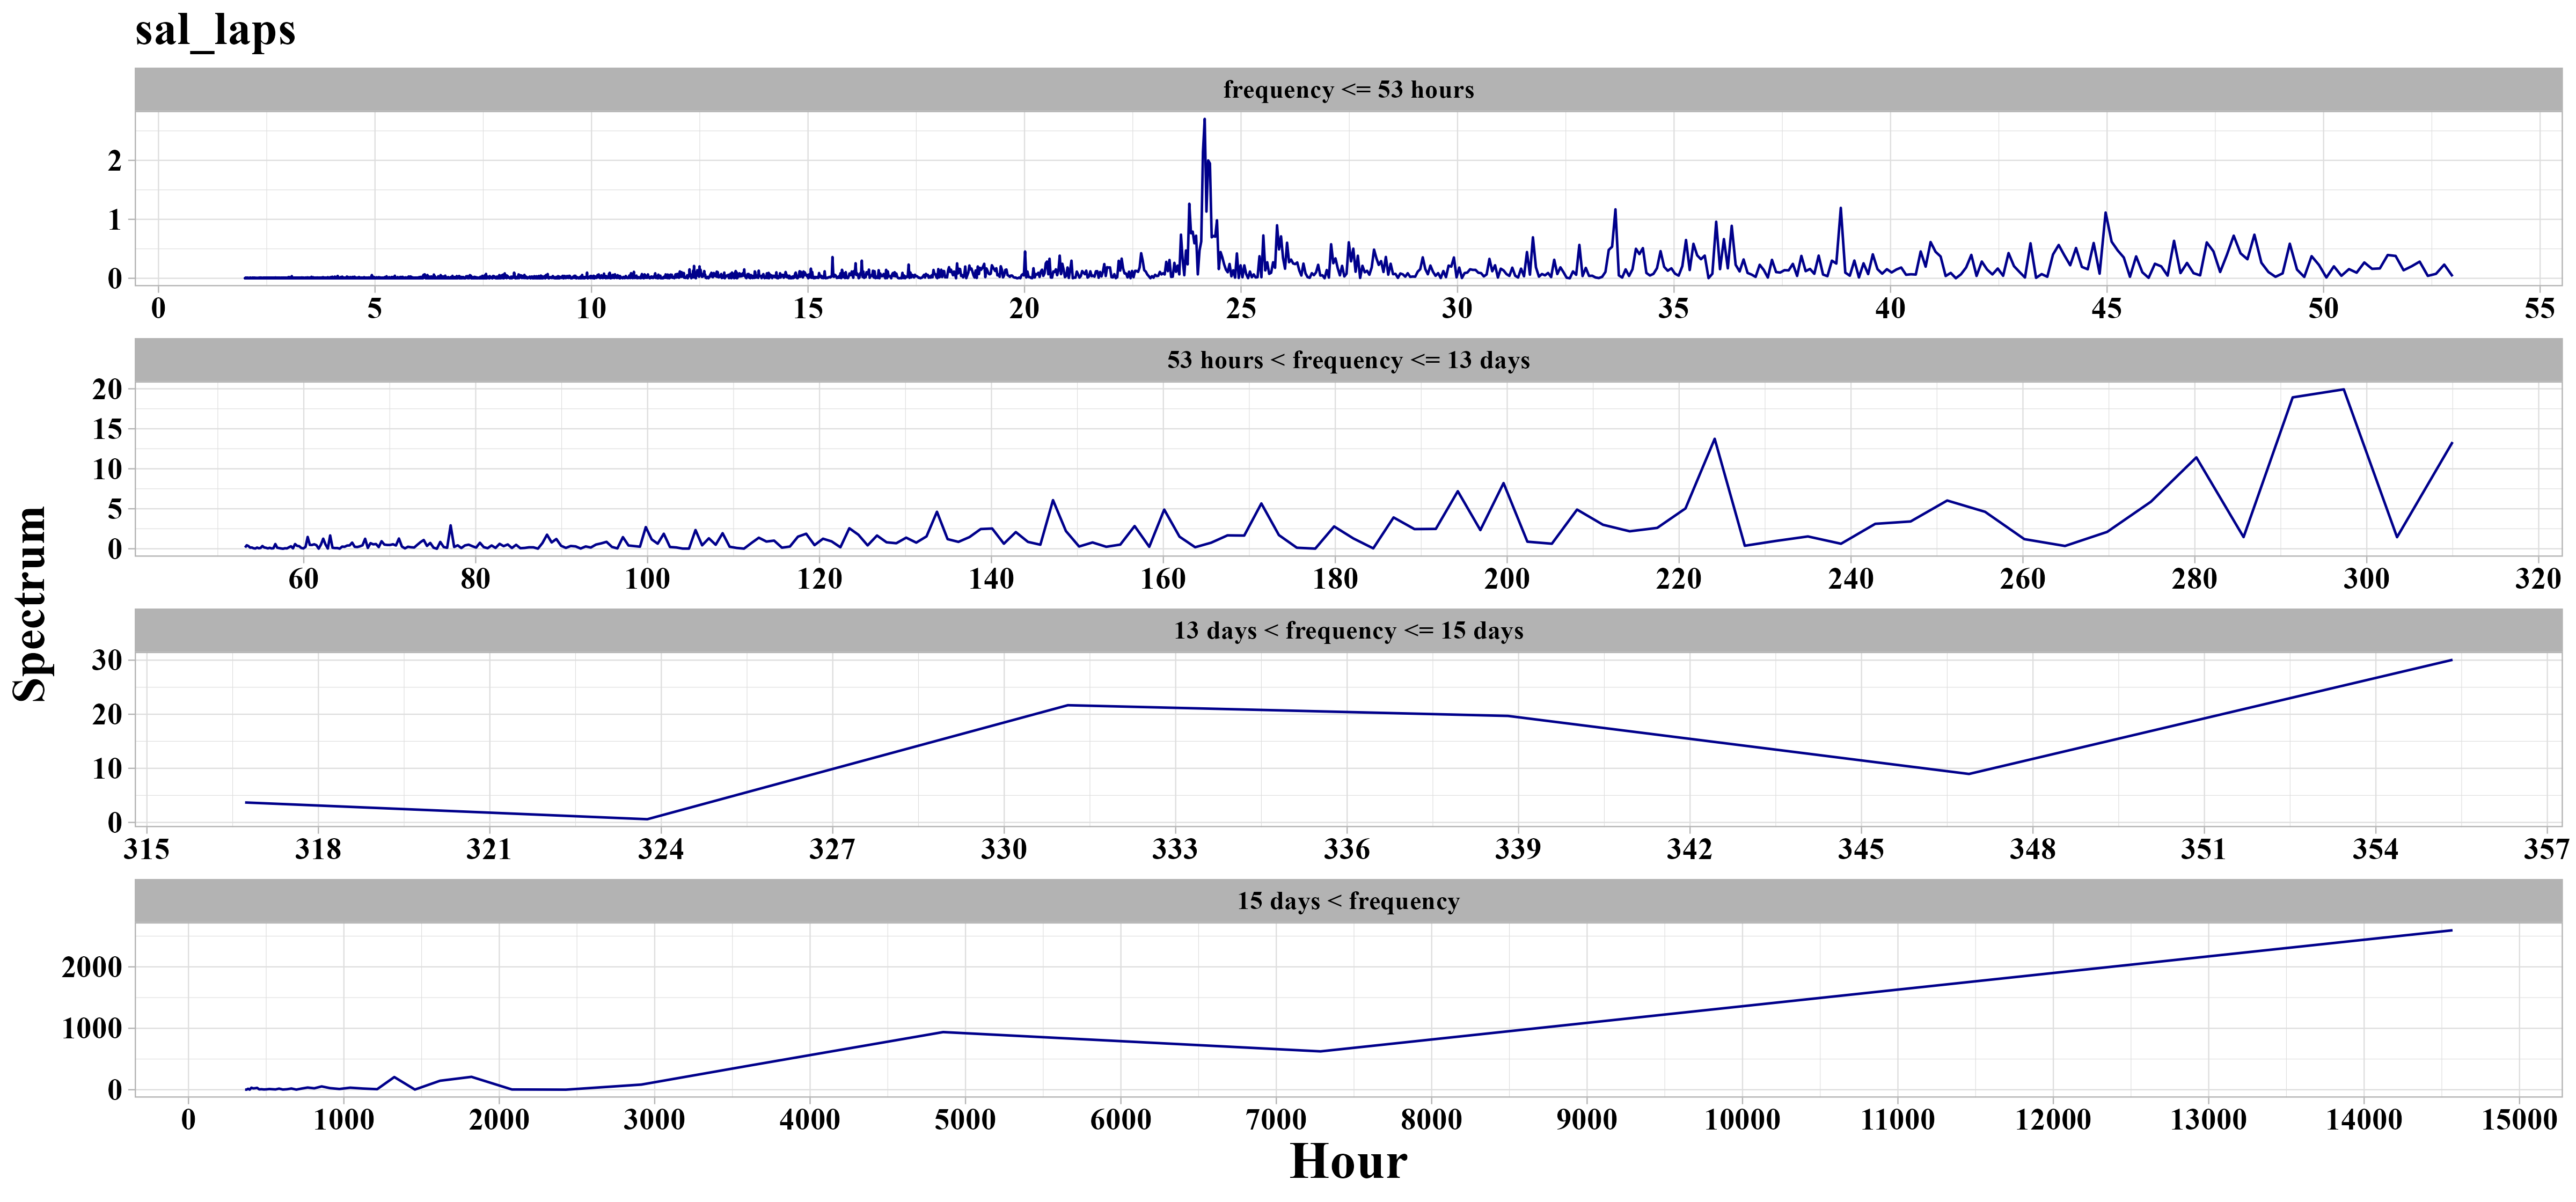 sal_laps
frequency <= 53 hours
2
1
0
0 5 10 15 20 25 30 35 40 45 50 55
53 hours < frequency <= 13 days
20
15
10
5
0
60 80 100 120 140 160 180 200 220 240 260 280 300 320
13 days < frequency <= 15 days
30
20
10
0
315 318 321 324 327 330 333 336 339 342 345 348 351 354 357
15 days < frequency
2000
1000
0
0 1000 2000 3000 4000 5000 6000 7000 8000 9000 10000 11000 12000 13000 14000 15000
Hour
Spectrum